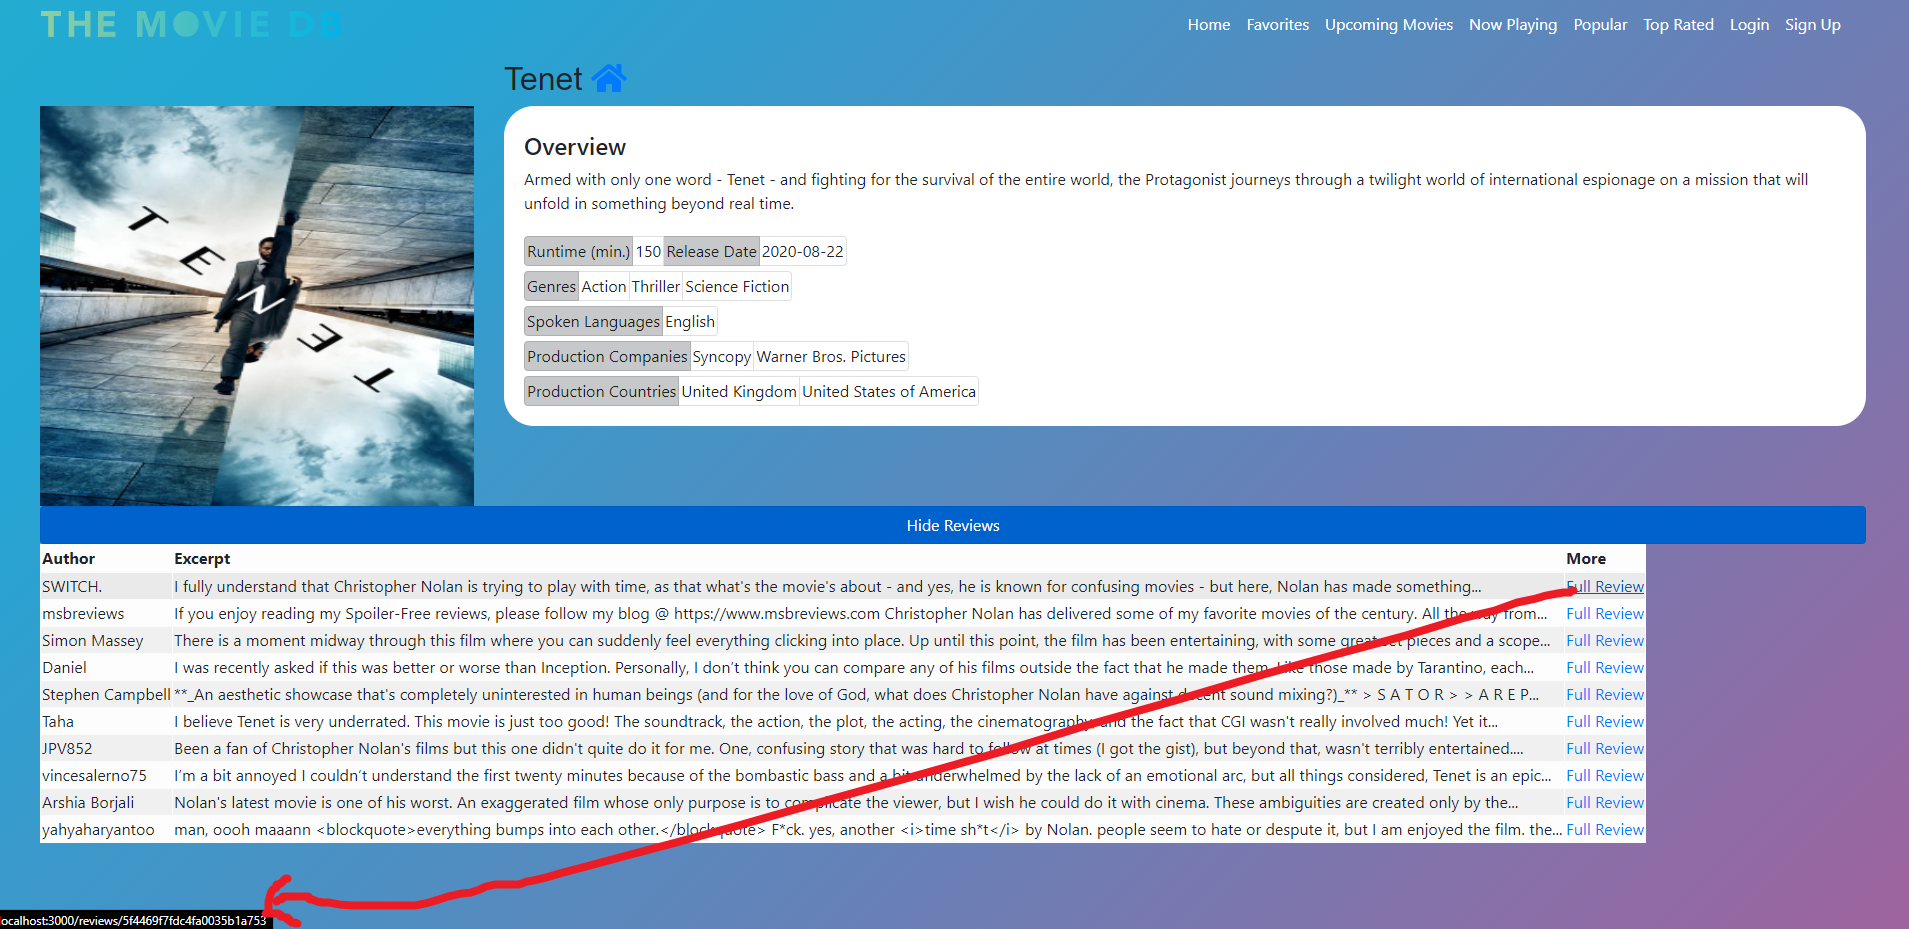 THE MOVIE DB
Home Favorites Upcoming Movies Now Playing Popular Top Rated Login Sign Up
Tenet
T
E
N
E
T
Overview
Armed with only one word - Tenet - and fighting for the survival of the entire world, the Protagonist journeys through a twilight world of international espionage on a mission that will
unfold in something beyond real time.
Runtime (min.) 150 Release Date 2020-08-22
Genres Action Thriller Science Fiction
Spoken Languages English
Production Companies Syncopy Warner Bros. Pictures
Production Countries United Kingdom United States of America
Hide Reviews
Author Excerpt More
SWITCH. I fully understand that Christopher Nolan is trying to play with time, as that what's the movie's about - and yes, he is known for confusing movies - but here, Nolan has made something... Full Review
msbreviews If you enjoy reading my Spoiler-Free reviews, please follow my blog @ https://www.msbreviews.com Christopher Nolan has delivered some of my favorite movies of the century. All the way from... Full Review
Simon Massey There is a moment midway through this film where you can suddenly feel everything clicking into place. Up until this point, the film has been entertaining, with some great set pieces and a scope... Full Review
Daniel I was recently asked if this was better or worse than Inception. Personally, I don’t think you can compare any of his films outside the fact that he made them. Like those made by Tarantino, each... Full Review
Stephen Campbell **_An aesthetic showcase that's completely uninterested in human beings (and for the love of God, what does Christopher Nolan have against decent sound mixing?)_** > S A T O R > > A R E P... Full Review
Taha I believe Tenet is very underrated. This movie is just too good! The soundtrack, the action, the plot, the acting, the cinematography, and the fact that CGI wasn't really involved much! Yet it... Full Review
JPV852 Been a fan of Christopher Nolan's films but this one didn't quite do it for me. One, confusing story that was hard to follow at times (I got the gist), but beyond that, wasn't terribly entertained.... Full Review
vincesalerno75 I’m a bit annoyed I couldn’t understand the first twenty minutes because of the bombastic bass and a bit underwhelmed by the lack of an emotional arc, but all things considered, Tenet is an epic... Full Review
Arshia Borjali Nolan's latest movie is one of his worst. An exaggerated film whose only purpose is to complicate the viewer, but I wish he could do it with cinema. These ambiguities are created only by the... Full Review
yahyaharyantoo man, oooh maaann <blockquote>everything bumps into each other.</blockquote> F*ck. yes, another <i>time sh*t</i> by Nolan. people seem to hate or despute it, but I am enjoyed the film. the... Full Review
localhost:3000/reviews/5f4469f7fdc4fa0035b1a753